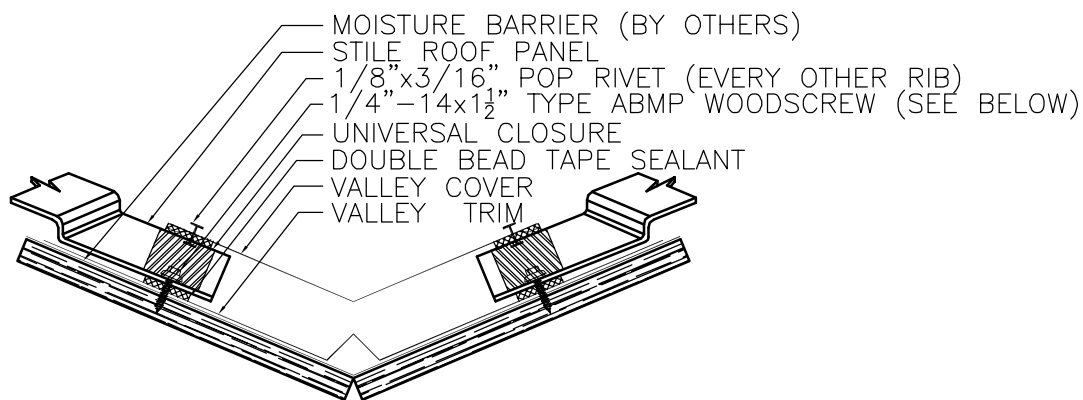 MOISTURE BARRIER (BY OTHERS)
STILE ROOF PANEL
1/8"x3/16" POP RIVET (EVERY OTHER RIB)
1/4"-14x1½" TYPE ABMP WOODSCREW (SEE BELOW)
UNIVERSAL CLOSURE
DOUBLE BEAD TAPE SEALANT
VALLEY COVER
VALLEY TRIM